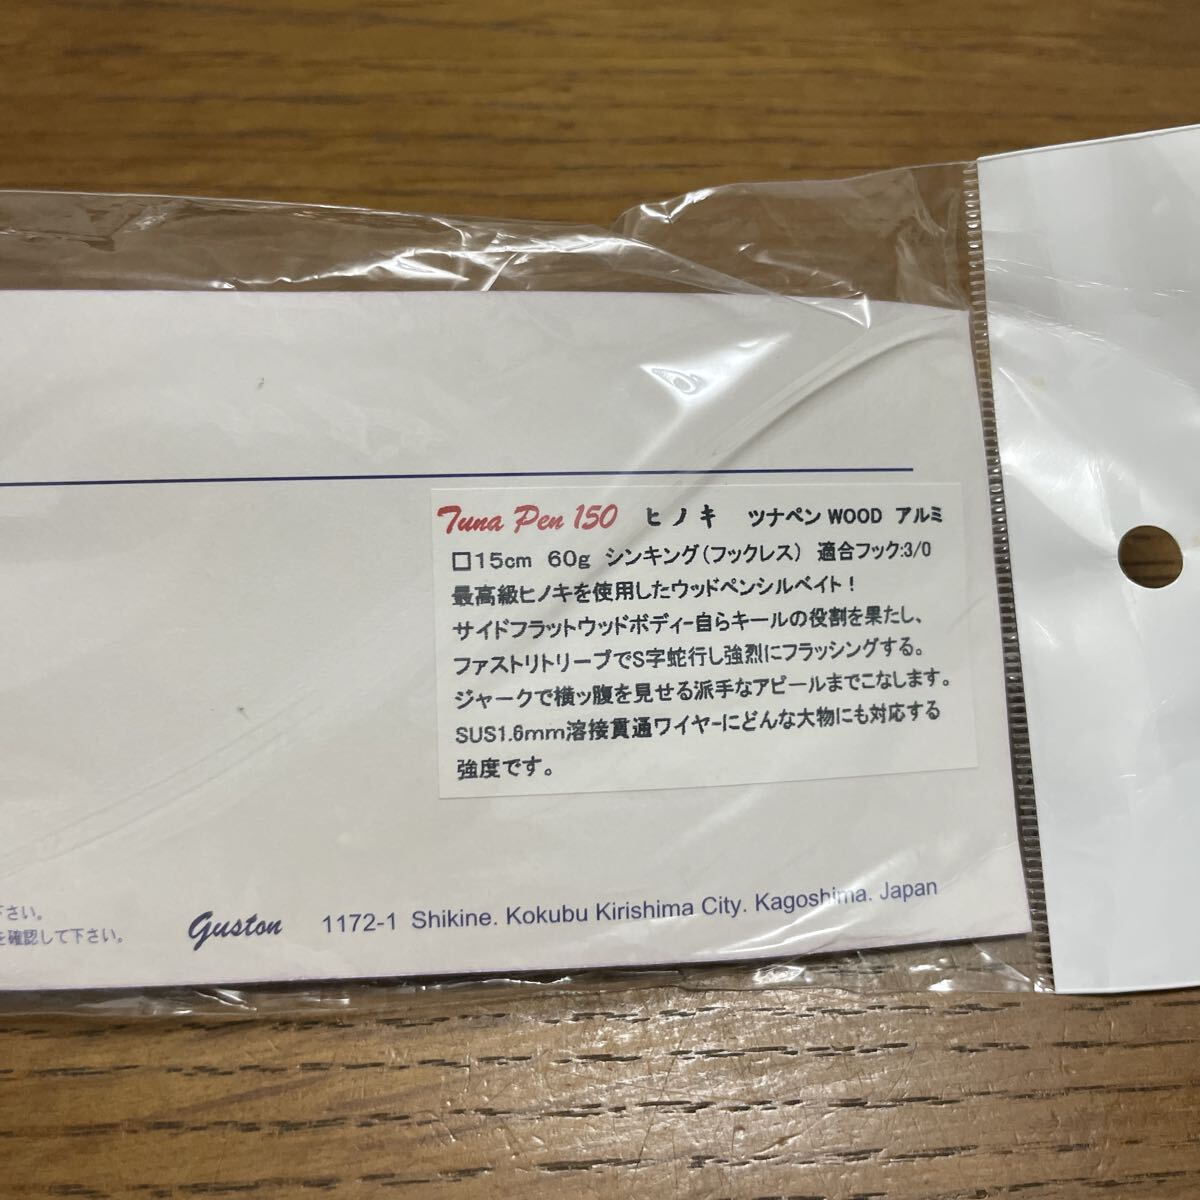 Tuna Pen 150 ヒノキ ツナペン WOOD アルミ
□15cm 60g シンキング(フックレス) 適合フック:3/0
最高級ヒノキを使用したウッドペンシルベイト!
サイドフラットウッドボディー自らキールの役割を果たし、
ファストリトリーブでS字蛇行し強烈にフラッシングする。
ジャークで横ッ腹を見せる派手なアピールまでこなします。
SUS1.6mm溶接貫通ワイヤーにどんな大物にも対応する
強度です。
下さい。
を確認して下さい。
Guston 1172-1 Shikine. Kokubu Kirishima City. Kagoshima. Japan